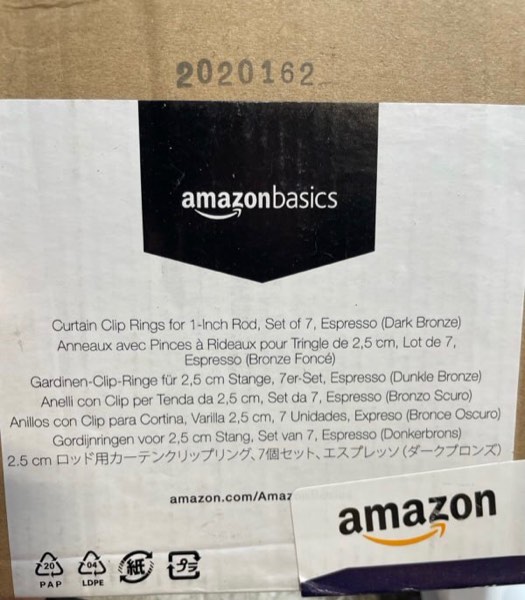 2020162
amazonbasics
Curtain Clip Rings for 1-Inch Rod, Set of 7, Espresso (Dark Bronze)
Anneaux avec Pinces à Rideaux pour Tringle de 2,5 cm, Lot de 7,
Espresso (Bronze Foncé)
Gardinen-Clip-Ringe für 2,5 cm Stange, 7er-Set, Espresso (Dunkle Bronze)
Anelli con Clip per Tenda da 2,5 cm, Set da 7, Espresso (Bronzo Scuro)
Anillos con Clip para Cortina, Varilla 2,5 cm, 7 Unidades, Expreso (Bronce Oscuro)
Gordijnringen voor 2,5 cm Stang, Set van 7, Espresso (Donkerbrons)
2.5 cm ロッド用カーテンクリップリング、7個セット、エスプレッソ（ダークブロンズ）
amazon.com/Amaz
amazon
20 04 紙 プラ
PAP LDPE